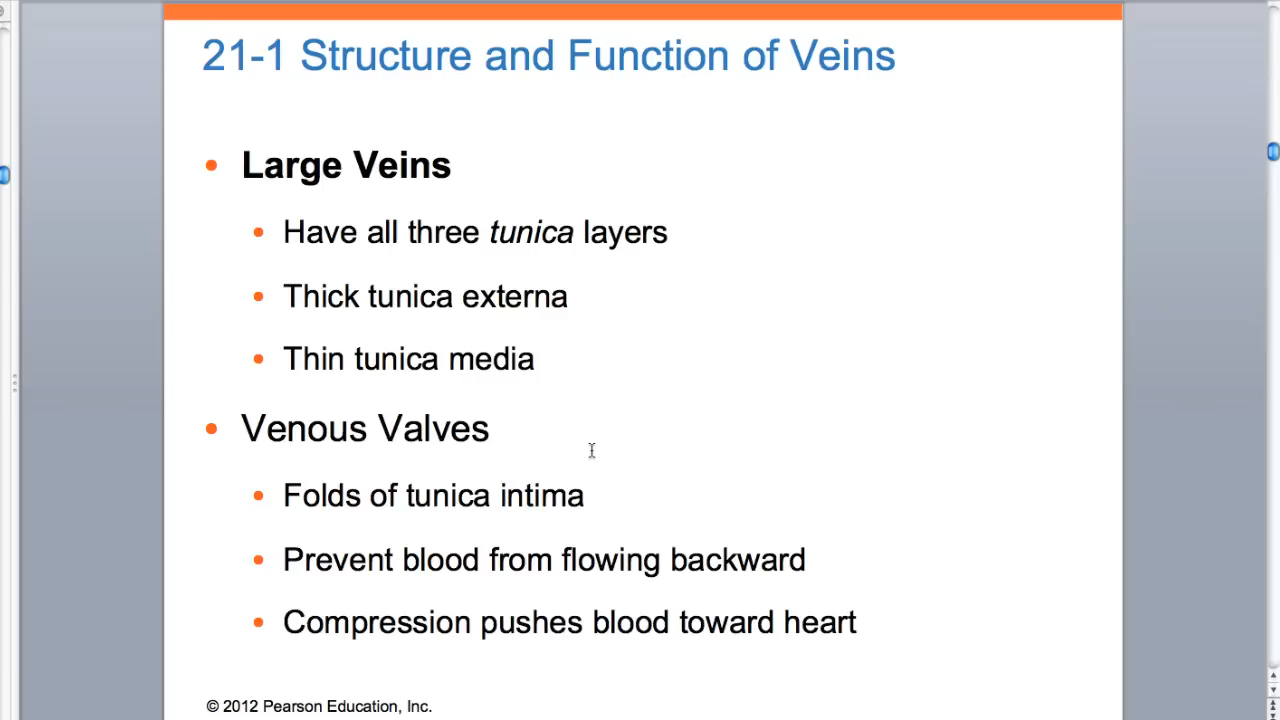 21-1 Structure and Function of Veins
• Large Veins
• Have all three tunica layers
• Thick tunica externa
• Thin tunica media
• Venous Valves
• Folds of tunica intima
• Prevent blood from flowing backward
• Compression pushes blood toward heart
© 2012 Pearson Education, Inc.